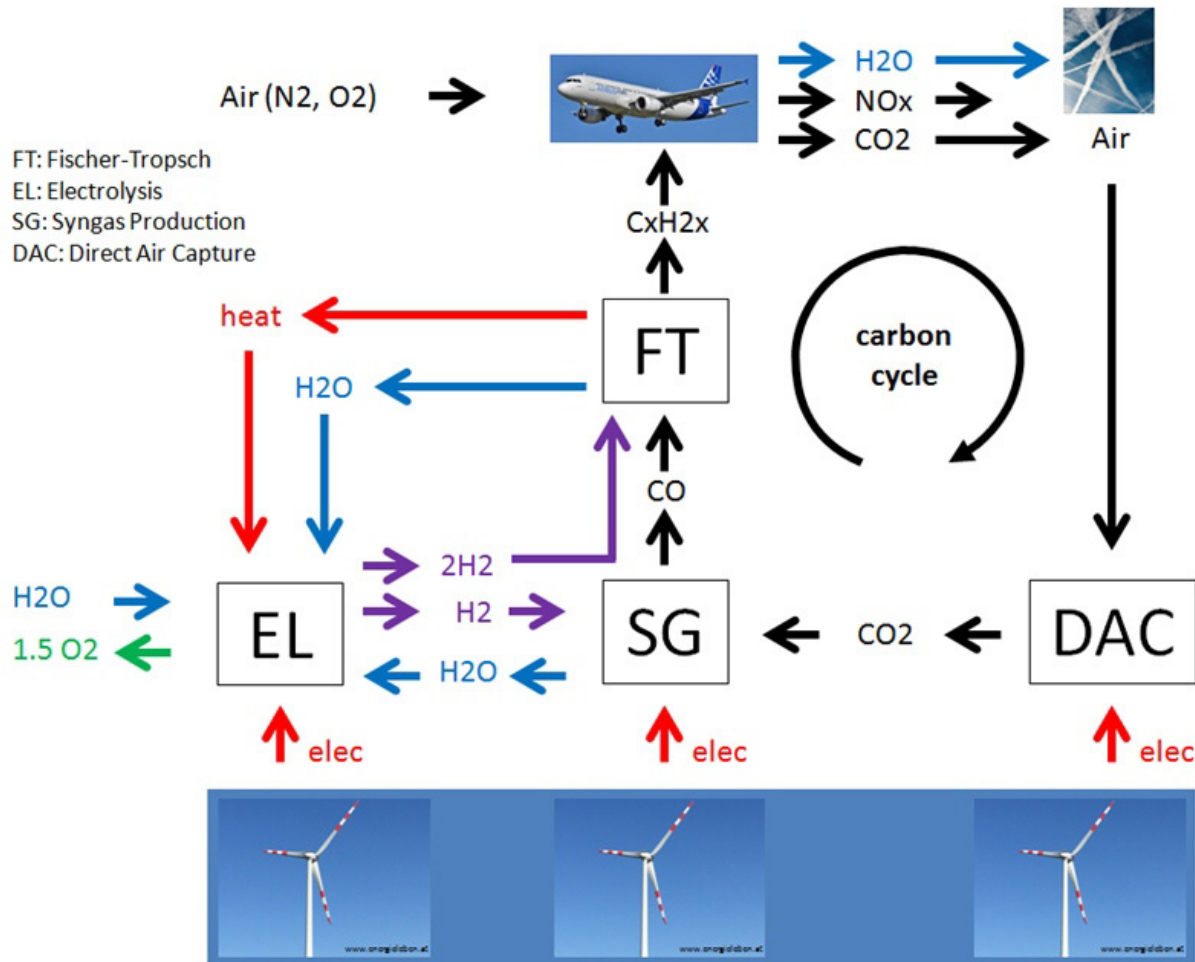 H2O
Air (N2, O2)
NOx
CO2
Air
FT: Fischer-Tropsch
EL: Electrolysis
SG: Syngas Production
DAC: Direct Air Capture
CxH2x
heat
FT
carbon
cycle
H2O
CO
2H2
H2O
H2
1.5 O2
EL
SG
CO2
DAC
H2O
elec
elec
elec